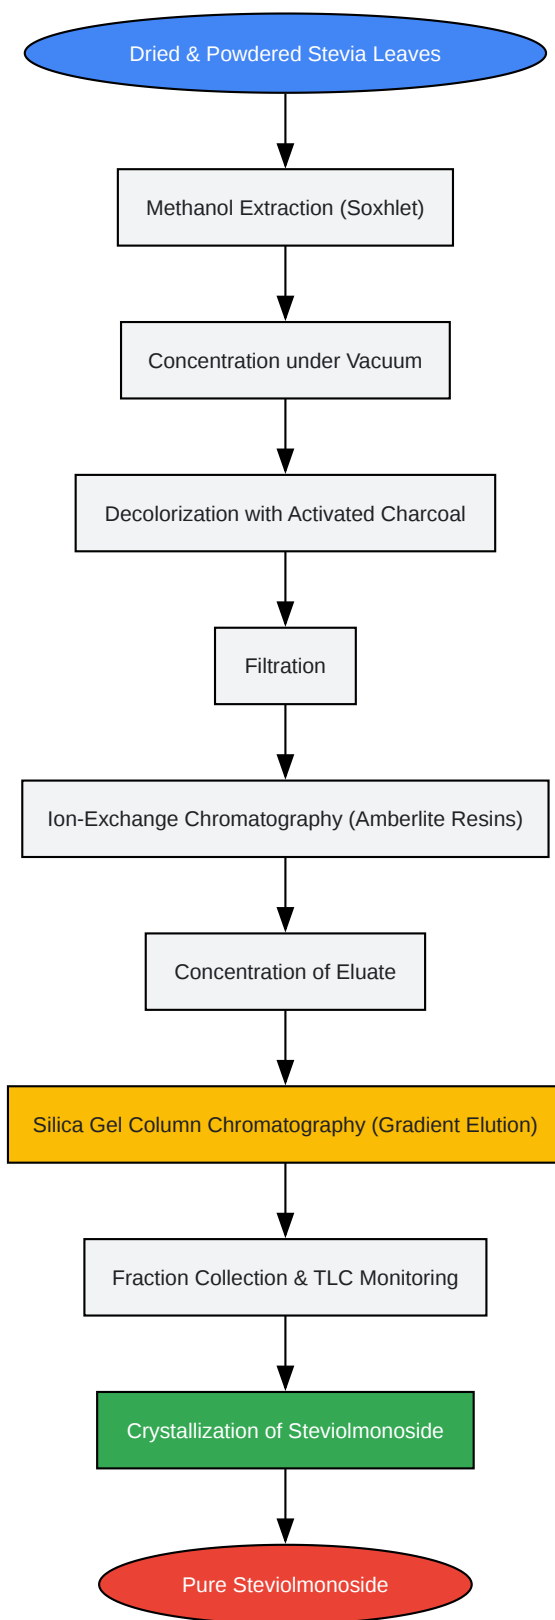 Dried & Powdered Stevia Leaves
Methanol Extraction (Soxhlet)
Concentration under Vacuum
Decolorization with Activated Charcoal
Filtration
Ion-Exchange Chromatography (Amberlite Resins)
Concentration of Eluate
Silica Gel Column Chromatography (Gradient Elution)
Fraction Collection & TLC Monitoring
Crystallization of Steviolmonoside
Pure Steviolmonoside